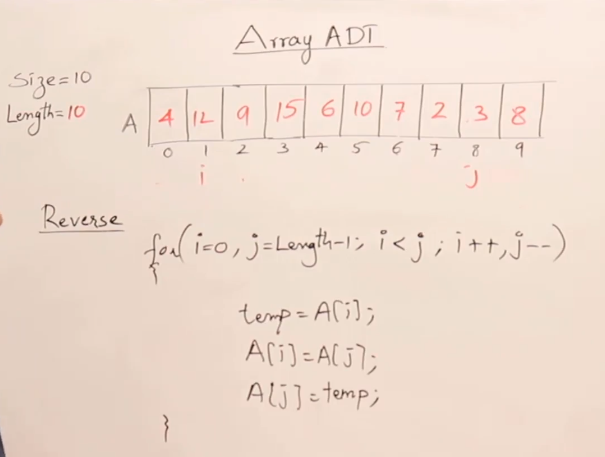 Array ADT
Size=10
Length=10
A 4 12 9 15 6 10 7 2 3 8
0 1 2 3 4 5 6 7 8 9
i j
Reverse
for(i=0, j=Length-1; i<j; i++, j--)
{
temp=A[i];
A[i]=A[j];
A[j]=temp;
}